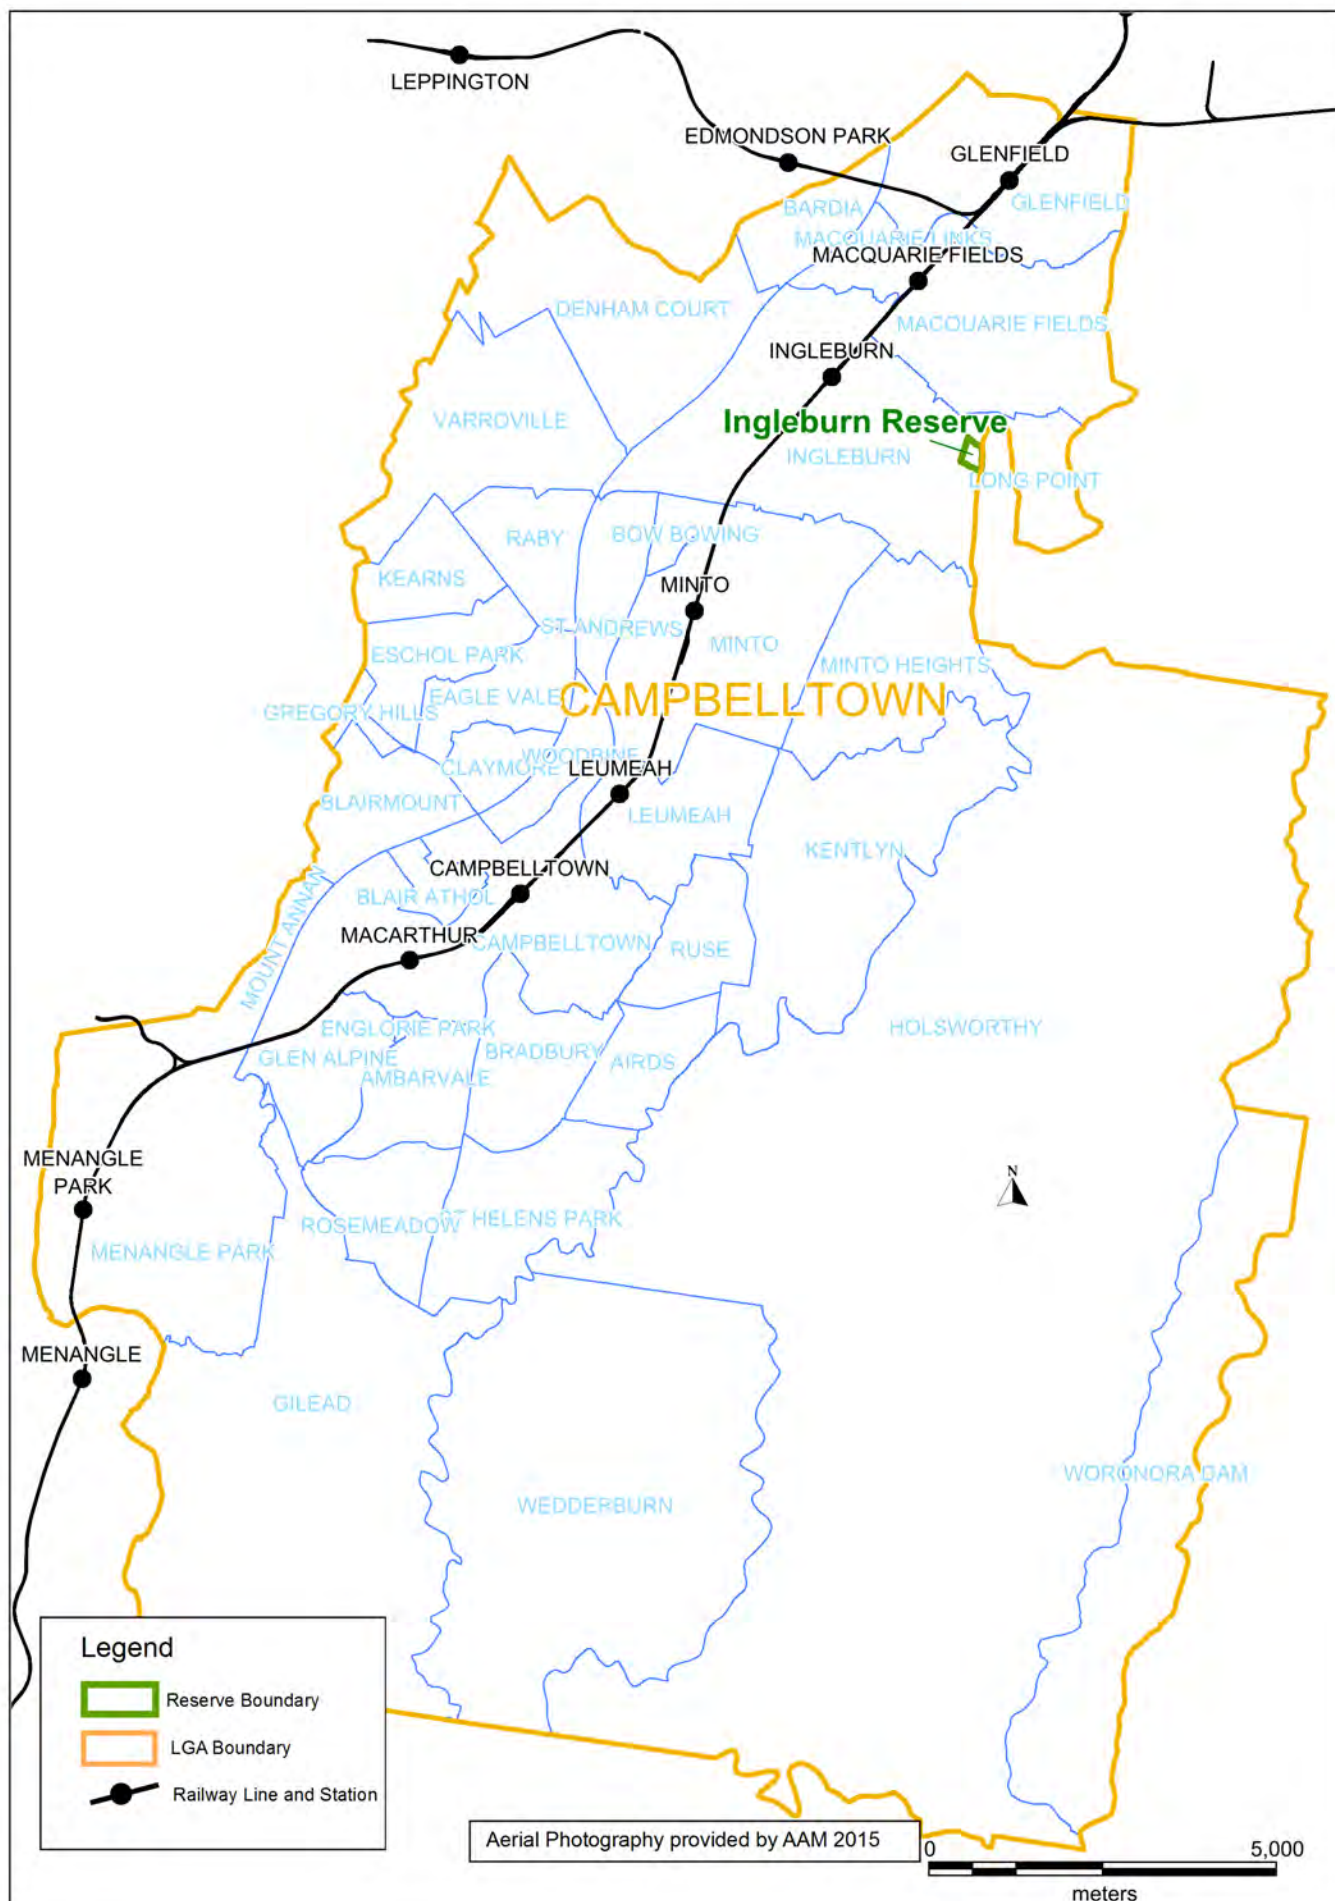 LEPPINGTON
EDMONDSON PARK
GLENFIELD
GLENFIELD
BARDIA
MACQUARIE LINKS
MACQUARIE FIELDS
DENHAM COURT
MACQUARIE FIELDS
INGLEBURN
VARROVILLE
Ingleburn Reserve
INGLEBURN
LONG POINT
RABY
BOW BOWING
KEARNS
MINTO
ST ANDREWS
MINTO
ESCHOL PARK
MINTO HEIGHTS
EAGLE VALE
CAMPBELLTOWN
GREGORY HILLS
WOODBINE
CLAYMORE
LEUMEAH
BLAIRMOUNT
LEUMEAH
KENTLYN
CAMPBELLTOWN
BLAIR ATHOL
MOUNT ANNAN
MACARTHUR
CAMPBELLTOWN
RUSE
ENGLORIE PARK
HOLSWORTHY
GLEN ALPINE
BRADBURY
AIRDS
AMBARVALE
MENANGLE
PARK
N
ROSEMEADOW
ST HELENS PARK
MENANGLE PARK
MENANGLE
GILEAD
WORONORA DAM
WEDDERBURN
Legend
Reserve Boundary
LGA Boundary
Railway Line and Station
Aerial Photography provided by AAM 2015
0 5,000
meters